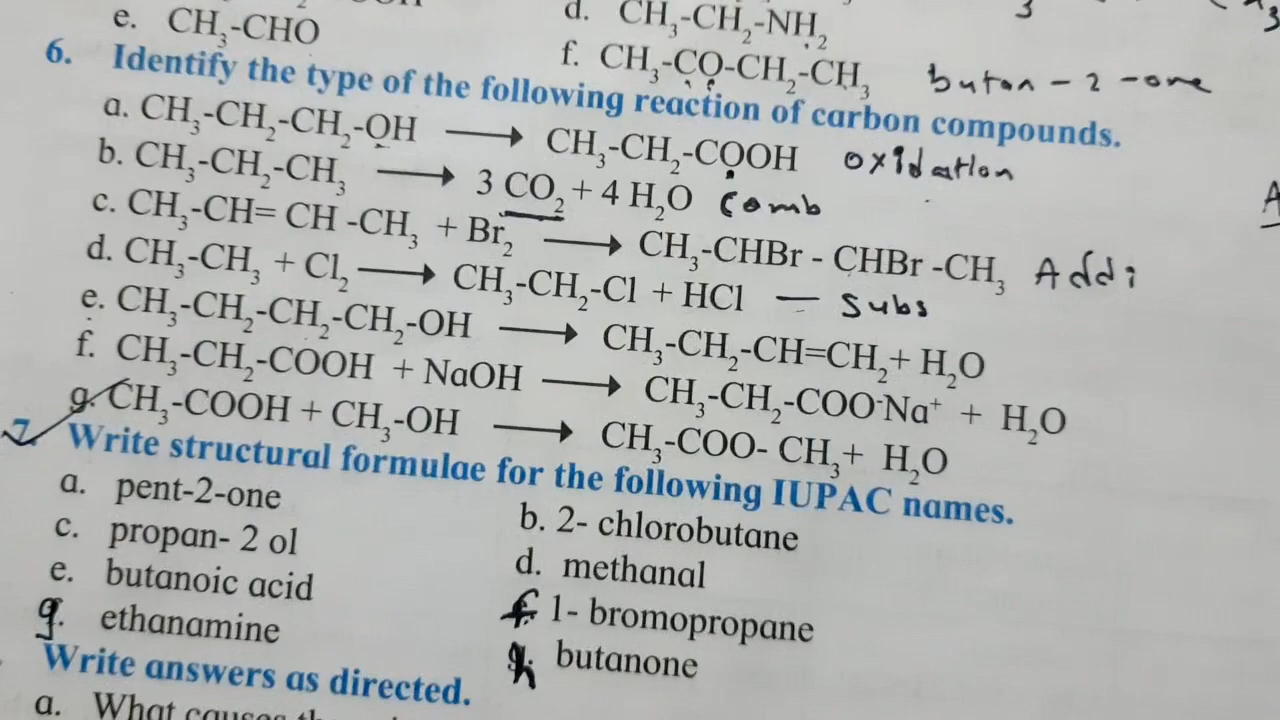 e. CH₃-CHO
d. CH₃-CH₂-NH₂
f. CH₃-CO-CH₂-CH₃ buton-2-one
6. Identify the type of the following reaction of carbon compounds.
a. CH₃-CH₂-CH₂-OH ⟶ CH₃-CH₂-COOH oxidation
b. CH₃-CH₂-CH₃ ⟶ 3 CO₂ + 4 H₂O Comb
c. CH₃-CH= CH -CH₃ + Br₂ ⟶ CH₃-CHBr - CHBr -CH₃ Addi
d. CH₃-CH₃ + Cl₂ ⟶ CH₃-CH₂-Cl + HCl — Subs
e. CH₃-CH₂-CH₂-CH₂-OH ⟶ CH₃-CH₂-CH=CH₂+ H₂O
f. CH₃-CH₂-COOH + NaOH ⟶ CH₃-CH₂-COO⁻Na⁺ + H₂O
g. CH₃-COOH + CH₃-OH ⟶ CH₃-COO- CH₃+ H₂O
7. Write structural formulae for the following IUPAC names.
a. pent-2-one
b. 2- chlorobutane
c. propan- 2 ol
d. methanal
e. butanoic acid
f. 1- bromopropane
g. ethanamine
h. butanone
Write answers as directed.
a. What causes